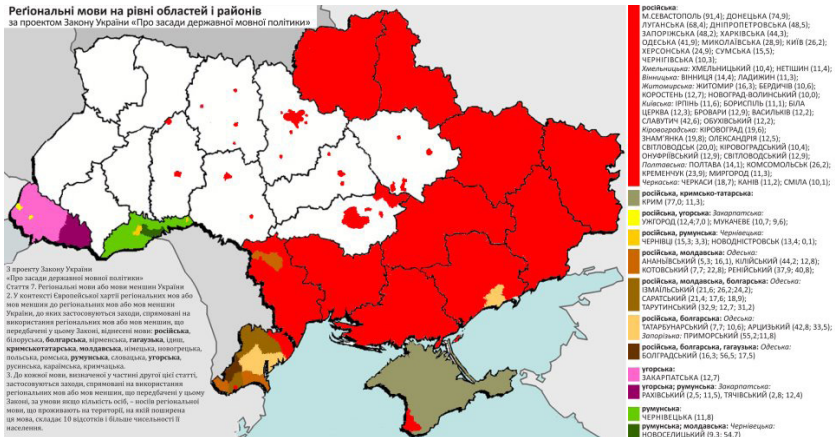 Регіональні мови на рівні областей і районів
за проектом Закону України «Про засади державної мовної політики»
З проекту Закону України
«Про засади державної мовної політики»
Стаття 7. Регіональні мови або мови меншин України
2. У контексті Європейської хартії регіональних мов або
мов меншин до регіональних мов або мов меншин
України, до яких застосовуються заходи, спрямовані на
використання регіональних мов або мов меншин, що
передбачені у цьому Законі, віднесені мови: російська,
білоруська, болгарська, вірменська, гагаузька, ідиш,
кримськотатарська, молдавська, німецька, новогрецька,
польська, ромська, румунська, словацька, угорська,
русинська, караїмська, кримчацька.
3. До кожної мови, визначеної у частині другої цієї статті,
застосовуються заходи, спрямовані на використання
регіональних мов або мов меншин, що передбачені у цьому
Законі, за умови якщо кількість осіб, – носіїв регіональної
мови, що проживають на території, на якій поширена
ця мова, складає 10 відсотків і більше чисельності її
населення.
російська:
М.СЕВАСТОПОЛЬ (91,4); ДОНЕЦЬКА (74,9);
ЛУГАНСЬКА (68,4); ДНІПРОПЕТРОВСЬКА (48,5);
ЗАПОРІЖСЬКА (48,2); ХАРКІВСЬКА (44,3);
ОДЕСЬКА (41,9); МИКОЛАЇВСЬКА (28,9); КИЇВ (26,2);
ХЕРСОНСЬКА (24,9); СУМСЬКА (15,5);
ЧЕРНІГІВСЬКА (10,3);
Хмельницька: ХМЕЛЬНИЦЬКИЙ (10,4); НЕТІШИН (11,4);
Вінницька: ВІННИЦЯ (14,4); ЛАДИЖИН (11,3);
Житомирська: ЖИТОМИР (16,3); БЕРДИЧІВ (10,6);
КОРОСТЕНЬ (12,7); НОВОГРАД-ВОЛИНСЬКИЙ (10,0);
Київська: ІРПІНЬ (11,6); БОРИСПІЛЬ (11,1); БІЛА
ЦЕРКВА (12,3); БРОВАРИ (12,9); ВАСИЛЬКІВ (12,2);
СЛАВУТИЧ (42,6); ОБУХІВСЬКИЙ (12,2);
Кіровоградська: КІРОВОГРАД (19,6);
ЗНАМ'ЯНКА (19,8); ОЛЕКСАНДРІЯ (12,5);
СВІТЛОВОДСЬК (20,0); КІРОВОГРАДСЬКИЙ (10,4);
ОНУФРІЇВСЬКИЙ (12,9); СВІТЛОВОДСЬКИЙ (12,9);
Полтавська: ПОЛТАВА (14,1); КОМСОМОЛЬСЬК (26,2);
КРЕМЕНЧУК (23,9); МИРГОРОД (11,3);
Черкаська: ЧЕРКАСИ (18,7); КАНІВ (11,2); СМІЛА (10,1);
російська, кримсько-татарська:
КРИМ (77,0; 11,3);
російська, угорська: Закарпатська:
УЖГОРОД (12,4;7,0 ); МУКАЧЕВЕ (10,7; 9,6);
російська, румунська: Чернівецька:
ЧЕРНІВЦІ (15,3; 3,3); НОВОДНІСТРОВСЬК (13,4; 0,1);
російська, молдавська: Одеська:
АНАНЬЇВСЬКИЙ (5,3; 16,1); КІЛІЙСЬКИЙ (44,2; 12,8);
КОТОВСЬКИЙ (7,7; 22,8); РЕНІЙСЬКИЙ (37,9; 40,8);
російська, молдавська, болгарська: Одеська:
ІЗМАЇЛЬСЬКИЙ (21,6; 26,2;24,2);
САРАТСЬКИЙ (21,4; 17,6; 18,9);
ТАРУТИНСЬКИЙ (32,9; 12,7; 31,2)
російська, болгарська: Одеська:
ТАТАРБУНАРСЬКИЙ (7,7; 10,6); АРЦИЗЬКИЙ (42,8; 33,5);
Запорізька: ПРИМОРСЬКИЙ (55,2;11,8)
російська, болгарська, гагаузька: Одеська:
БОЛГРАДСЬКИЙ (16,3; 56,5; 17,5)
угорська:
ЗАКАРПАТСЬКА (12,7)
угорська; румунська: Закарпатська:
РАХІВСЬКИЙ (2,5; 11,5), ТЯЧІВСЬКИЙ (2,8; 12,4)
румунська:
ЧЕРНІВЕЦЬКА (11,8)
румунська; молдавська: Чернівецька:
НОВОСЕЛИЦЬКИЙ (9,3; 54,7)